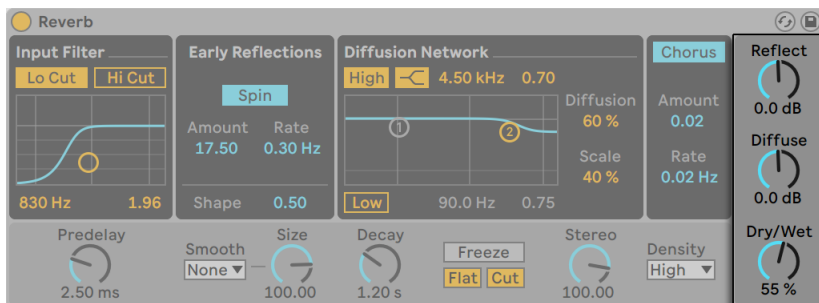 Reverb
Input Filter
Lo Cut Hi Cut
830 Hz 1.96
Early Reflections
Spin
Amount Rate
17.50 0.30 Hz
Shape 0.50
Diffusion Network
High 4.50 kHz 0.70
1
2
Diffusion
60 %
Scale
40 %
Low 90.0 Hz 0.75
Chorus
Amount
0.02
Rate
0.02 Hz
Reflect
0.0 dB
Diffuse
0.0 dB
Dry/Wet
55 %
Predelay
2.50 ms
Smooth
None
Size
100.00
Decay
1.20 s
Freeze
Flat Cut
Stereo
100.00
Density
High